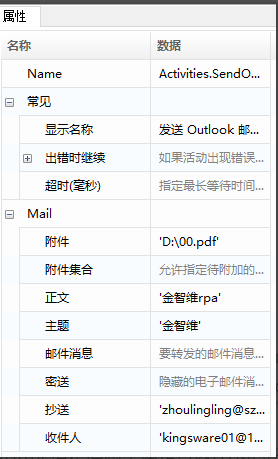 属性
名称 数据
Name Activities.SendO...
常见
显示名称 发送 Outlook 邮...
出错时继续 如果活动出现错误...
超时(毫秒) 指定最长等待时间...
Mail
附件 'D:\00.pdf'
附件集合 允许指定待附加的...
正文 '金智维rpa'
主题 '金智维'
邮件消息 要转发的邮件消息...
密送 隐藏的电子邮件消...
抄送 'zhoulingling@sz...
收件人 'kingsware01@1...